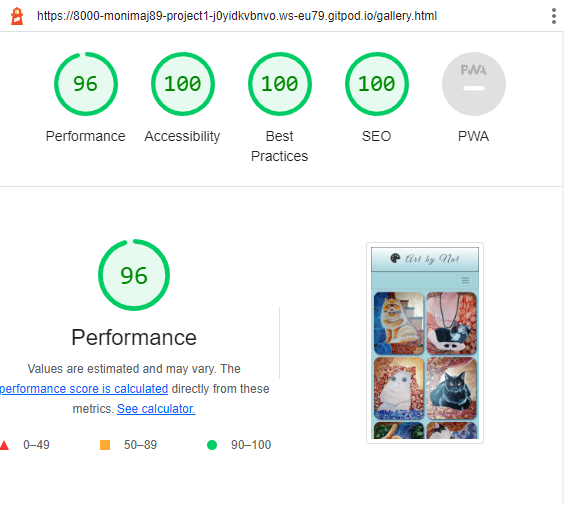 https://8000-monimaj89-project1-j0yidkvbnvo.ws-eu79.gitpod.io/gallery.html
96
100
100
100
PWA
Performance
Accessibility
Best
Practices
SEO
PWA
96
Performance
Values are estimated and may vary. The
performance score is calculated directly from these
metrics. See calculator.
0–49
50–89
90–100
Art by Nat